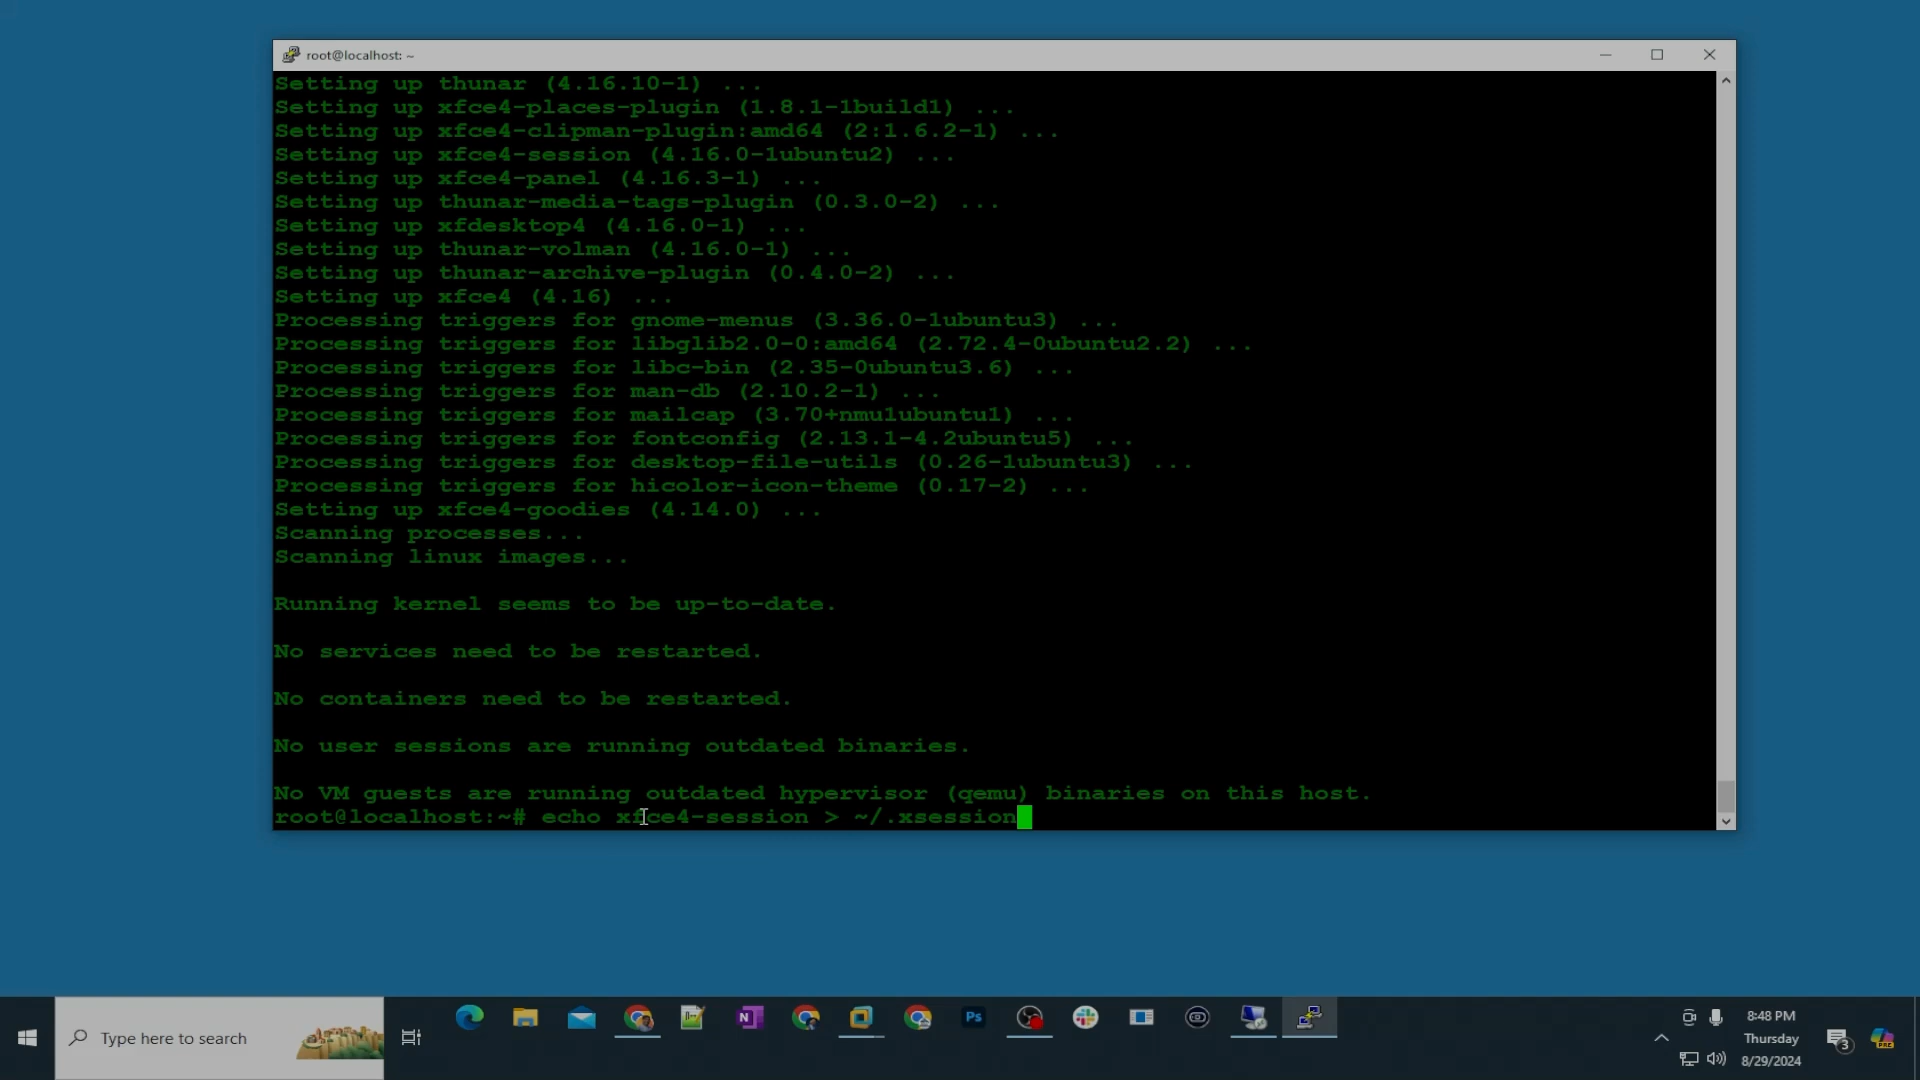 root@localhost: ~
Setting up thunar (4.16.10-1) ...
Setting up xfce4-places-plugin (1.8.1-1build1) ...
Setting up xfce4-clipman-plugin:amd64 (2:1.6.2-1) ...
Setting up xfce4-session (4.16.0-1ubuntu2) ...
Setting up xfce4-panel (4.16.3-1) ...
Setting up thunar-media-tags-plugin (0.3.0-2) ...
Setting up xfdesktop4 (4.16.0-1) ...
Setting up thunar-volman (4.16.0-1) ...
Setting up thunar-archive-plugin (0.4.0-2) ...
Setting up xfce4 (4.16) ...
Processing triggers for gnome-menus (3.36.0-1ubuntu3) ...
Processing triggers for libglib2.0-0:amd64 (2.72.4-0ubuntu2.2) ...
Processing triggers for libc-bin (2.35-0ubuntu3.6) ...
Processing triggers for man-db (2.10.2-1) ...
Processing triggers for mailcap (3.70+nmu1ubuntu1) ...
Processing triggers for fontconfig (2.13.1-4.2ubuntu5) ...
Processing triggers for desktop-file-utils (0.26-1ubuntu3) ...
Processing triggers for hicolor-icon-theme (0.17-2) ...
Setting up xfce4-goodies (4.14.0) ...
Scanning processes...
Scanning linux images...
Running kernel seems to be up-to-date.
No services need to be restarted.
No containers need to be restarted.
No user sessions are running outdated binaries.
No VM guests are running outdated hypervisor (qemu) binaries on this host.
root@localhost:~# echo xfce4-session > ~/.xsession
Type here to search
N
Ps
8:48 PM
Thursday
8/29/2024
3
PRE